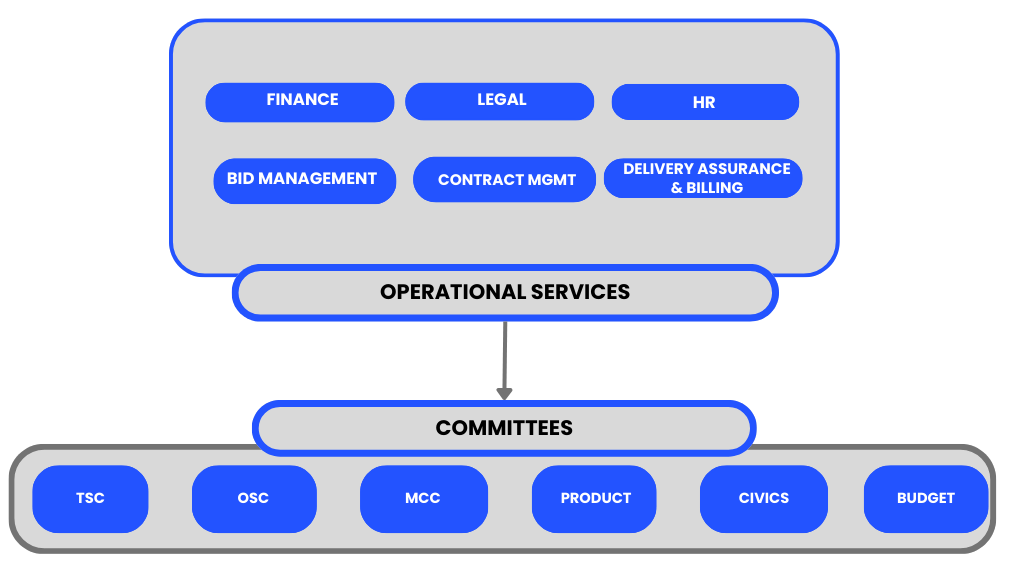 FINANCE
LEGAL
HR
BID MANAGEMENT
CONTRACT MGMT
DELIVERY ASSURANCE
& BILLING
OPERATIONAL SERVICES
COMMITTEES
TSC
OSC
MCC
PRODUCT
CIVICS
BUDGET